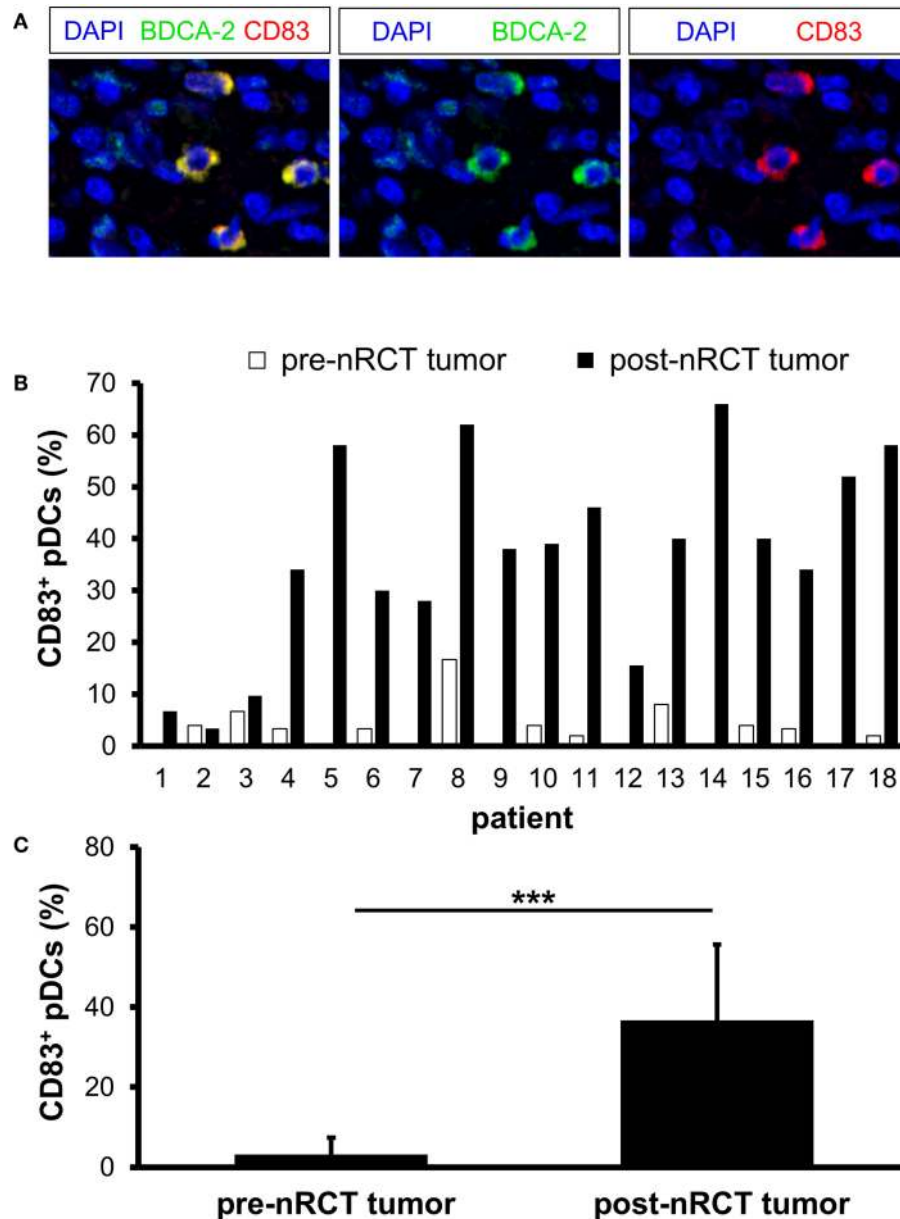 A
DAPI BDCA-2 CD83
DAPI BDCA-2
DAPI CD83
B
pre-nRCT tumor post-nRCT tumor
CD83+ pDCs (%)
70
60
50
40
30
20
10
0
1 2 3 4 5 6 7 8 9 10 11 12 13 14 15 16 17 18
patient
C
CD83+ pDCs (%)
80
60
40
20
0
***
pre-nRCT tumor post-nRCT tumor